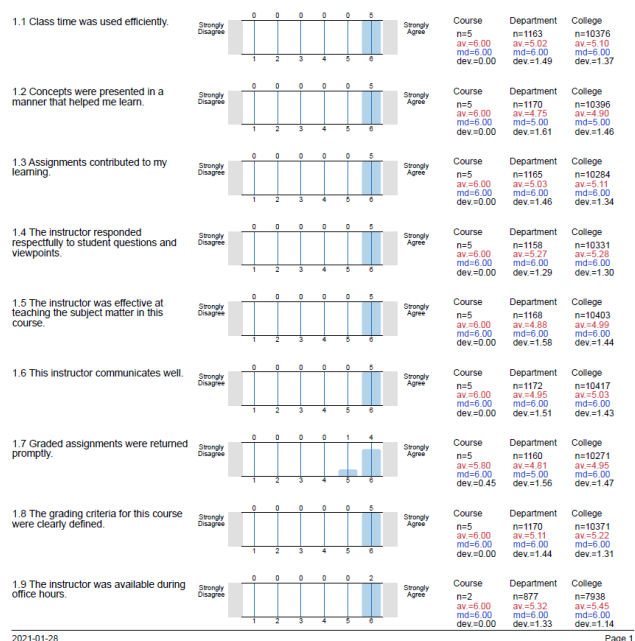 1.1 Class time was used efficiently.
Strongly Disagree
0 0 0 0 0 5
1 2 3 4 5 6
Strongly Agree
Course Department College
n=5 n=1163 n=10376
av.=6.00 av.=5.02 av.=5.10
md=6.00 md=6.00 md=6.00
dev.=0.00 dev.=1.49 dev.=1.37
1.2 Concepts were presented in a
manner that helped me learn.
Strongly Disagree
0 0 0 0 0 5
1 2 3 4 5 6
Strongly Agree
Course Department College
n=5 n=1170 n=10396
av.=6.00 av.=4.75 av.=4.90
md=6.00 md=5.00 md=5.00
dev.=0.00 dev.=1.61 dev.=1.46
1.3 Assignments contributed to my
learning.
Strongly Disagree
0 0 0 0 0 5
1 2 3 4 5 6
Strongly Agree
Course Department College
n=5 n=1165 n=10284
av.=6.00 av.=5.03 av.=5.11
md=6.00 md=6.00 md=6.00
dev.=0.00 dev.=1.46 dev.=1.34
1.4 The instructor responded
respectfully to student questions and
viewpoints.
Strongly Disagree
0 0 0 0 0 5
1 2 3 4 5 6
Strongly Agree
Course Department College
n=5 n=1158 n=10331
av.=6.00 av.=5.27 av.=5.28
md=6.00 md=6.00 md=6.00
dev.=0.00 dev.=1.29 dev.=1.30
1.5 The instructor was effective at
teaching the subject matter in this
course.
Strongly Disagree
0 0 0 0 0 5
1 2 3 4 5 6
Strongly Agree
Course Department College
n=5 n=1168 n=10403
av.=6.00 av.=4.88 av.=4.99
md=6.00 md=6.00 md=6.00
dev.=0.00 dev.=1.58 dev.=1.44
1.6 This instructor communicates well.
Strongly Disagree
0 0 0 0 0 5
1 2 3 4 5 6
Strongly Agree
Course Department College
n=5 n=1172 n=10417
av.=6.00 av.=4.95 av.=5.03
md=6.00 md=6.00 md=6.00
dev.=0.00 dev.=1.51 dev.=1.43
1.7 Graded assignments were returned
promptly.
Strongly Disagree
0 0 0 0 1 4
1 2 3 4 5 6
Strongly Agree
Course Department College
n=5 n=1160 n=10271
av.=5.80 av.=4.81 av.=4.95
md=6.00 md=5.00 md=6.00
dev.=0.45 dev.=1.56 dev.=1.47
1.8 The grading criteria for this course
were clearly defined.
Strongly Disagree
0 0 0 0 0 5
1 2 3 4 5 6
Strongly Agree
Course Department College
n=5 n=1170 n=10371
av.=6.00 av.=5.11 av.=5.22
md=6.00 md=6.00 md=6.00
dev.=0.00 dev.=1.44 dev.=1.31
1.9 The instructor was available during
office hours.
Strongly Disagree
0 0 0 0 0 2
1 2 3 4 5 6
Strongly Agree
Course Department College
n=2 n=877 n=7938
av.=6.00 av.=5.32 av.=5.45
md=6.00 md=6.00 md=6.00
dev.=0.00 dev.=1.33 dev.=1.14
2021-01-28 Page 1